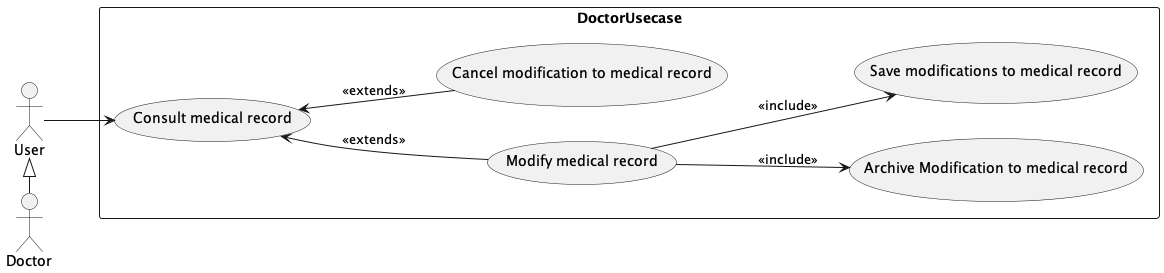 DoctorUsecase
Cancel modification to medical record
Save modifications to medical record
«extends»
«include»
Consult medical record
«extends»
User
Modify medical record
«include»
Archive Modification to medical record
Doctor